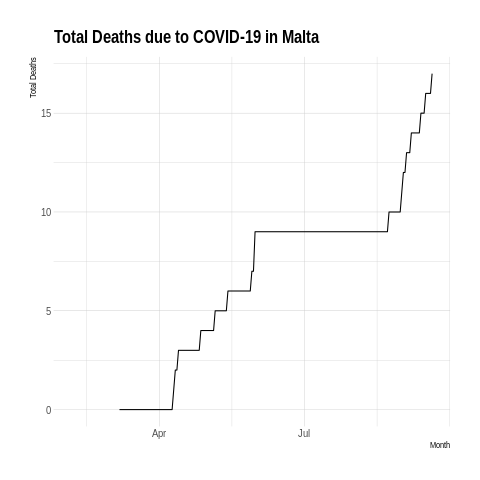 Total Deaths due to COVID-19 in Malta
Total Deaths
15
10
5
0
Apr
Jul
Month